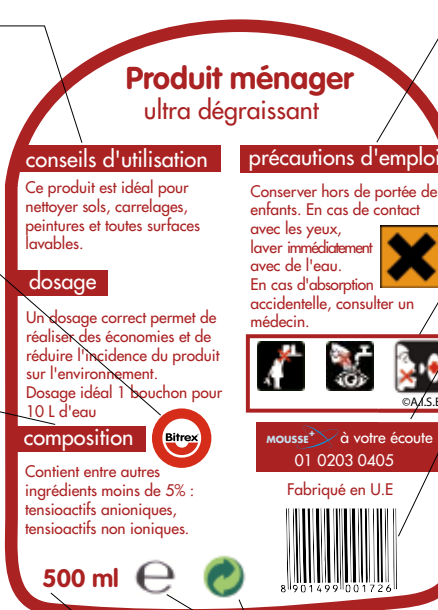 Produit ménager
ultra dégraissant
conseils d'utilisation
Ce produit est idéal pour
nettoyer sols, carrelages,
peintures et toutes surfaces
lavables.
dosage
Un dosage correct permet de
réaliser des économies et de
réduire l'incidence du produit
sur l'environnement.
Dosage idéal 1 bouchon pour
10 L d'eau
composition
Bitrex
Contient entre autres
ingrédients moins de 5% :
tensioactifs anioniques,
tensioactifs non ioniques.
500 ml e
précautions d'emploi
Conserver hors de portée de
enfants. En cas de contact
avec les yeux,
laver immédiatement
avec de l'eau.
En cas d'absorption
accidentelle, consulter un
médecin.
©A.I.S.E
MOUSSE+ à votre écoute
01 0203 0405
Fabriqué en U.E
8 901499 001726